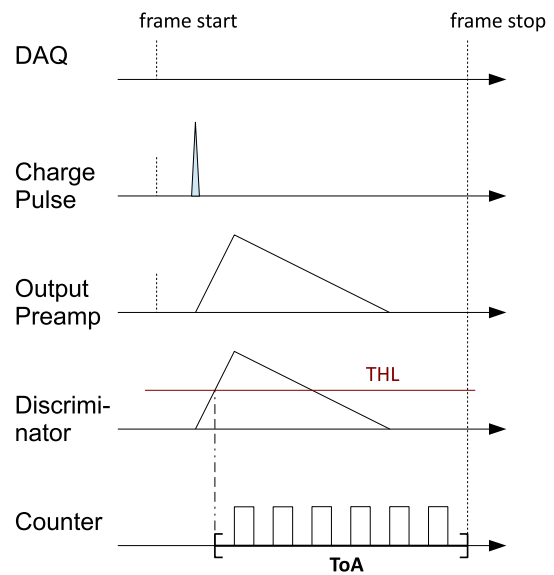 frame start
frame stop
DAQ
Charge
Pulse
Output
Preamp
THL
Discrimi-
nator
Counter
ToA